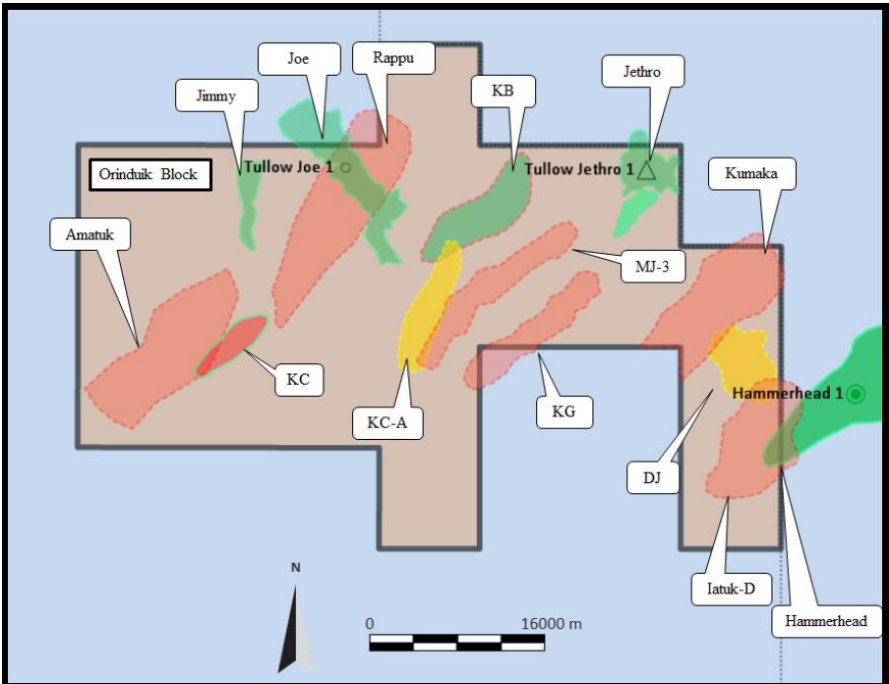 Joe
Rappu
Jethro
KB
Jimmy
Orinduik Block
Tullow Joe 1
Tullow Jethro 1
Kumaka
Amatuk
MJ-3
KC
KC-A
KG
Hammerhead 1
DJ
Iatuk-D
Hammerhead
N
0 16000 m